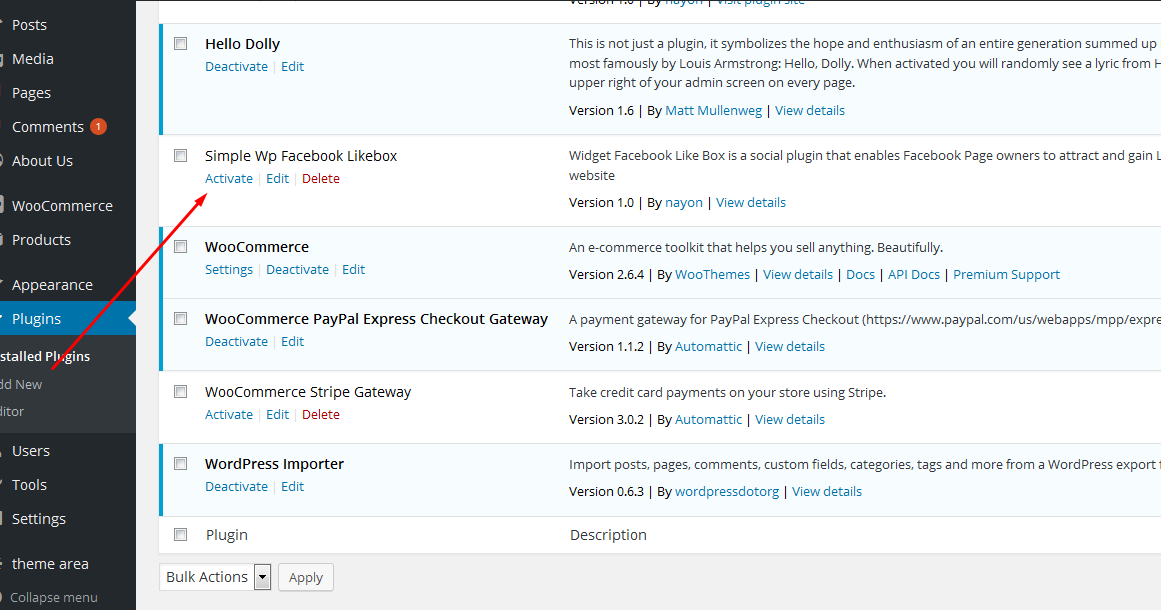 Posts
Media
Pages
Comments 1
About Us
WooCommerce
Products
Appearance
Plugins
stalled Plugins
dd New
ditor
Users
Tools
Settings
theme area
Collapse menu
Version 1.0 | By nayon | Visit plugin site
Hello Dolly
Deactivate | Edit
This is not just a plugin, it symbolizes the hope and enthusiasm of an entire generation summed up
most famously by Louis Armstrong: Hello, Dolly. When activated you will randomly see a lyric from H
upper right of your admin screen on every page.
Version 1.6 | By Matt Mullenweg | View details
Simple Wp Facebook Likebox
Activate | Edit | Delete
Widget Facebook Like Box is a social plugin that enables Facebook Page owners to attract and gain L
website
Version 1.0 | By nayon | View details
WooCommerce
Settings | Deactivate | Edit
An e-commerce toolkit that helps you sell anything. Beautifully.
Version 2.6.4 | By WooThemes | View details | Docs | API Docs | Premium Support
WooCommerce PayPal Express Checkout Gateway
Deactivate | Edit
A payment gateway for PayPal Express Checkout (https://www.paypal.com/us/webapps/mpp/expre
Version 1.1.2 | By Automattic | View details
WooCommerce Stripe Gateway
Activate | Edit | Delete
Take credit card payments on your store using Stripe.
Version 3.0.2 | By Automattic | View details
WordPress Importer
Deactivate | Edit
Import posts, pages, comments, custom fields, categories, tags and more from a WordPress export f
Version 0.6.3 | By wordpressdotorg | View details
Plugin
Description
Bulk Actions
Apply